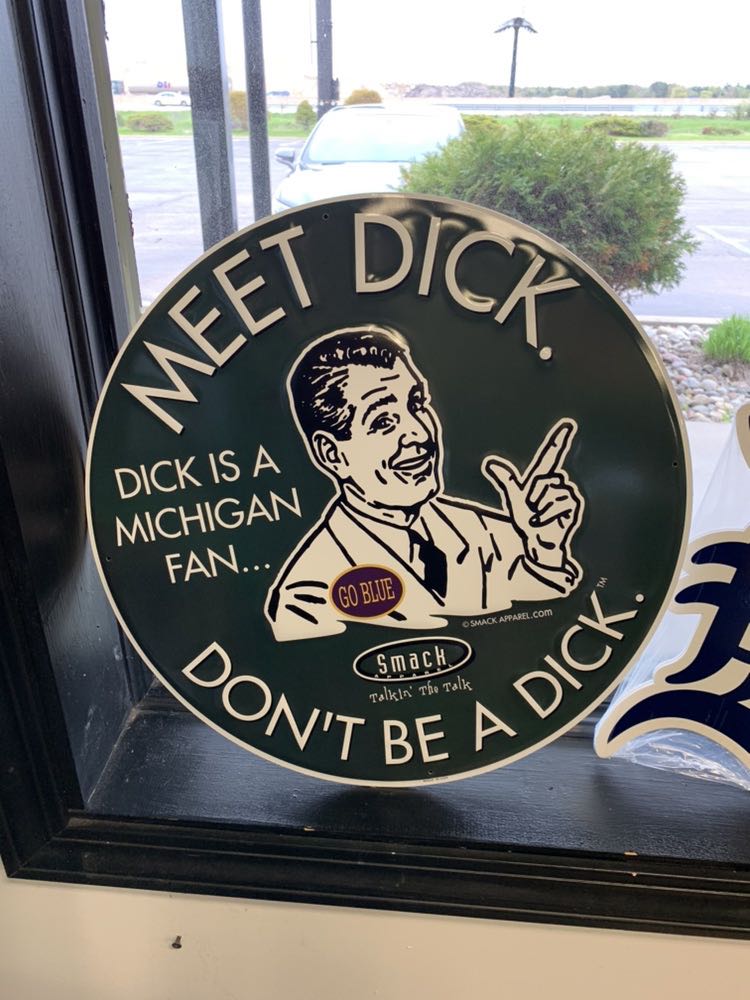 MEET DICK.
DICK IS A
MICHIGAN
FAN...
GO BLUE
© SMACK APPAREL.COM
Smack
APPAREL
Talkin' The Talk
DON'T BE A DICK.™